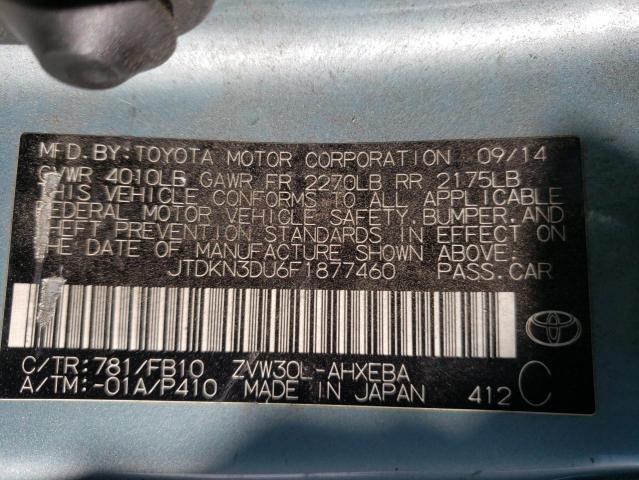 MFD. BY: TOYOTA MOTOR CORPORATION 09/14
GVWR 4010LB GAWR FR 2270LB RR 2175LB
THIS VEHICLE CONFORMS TO ALL APPLICABLE
FEDERAL MOTOR VEHICLE SAFETY, BUMPER, AND
THEFT PREVENTION STANDARDS IN EFFECT ON
THE DATE OF MANUFACTURE SHOWN ABOVE.
JTDKN3DU6F1877460 PASS. CAR
C/TR: 781/FB10 ZVW30L-AHXEBA
A/TM: -01A/P410 MADE IN JAPAN 412 C